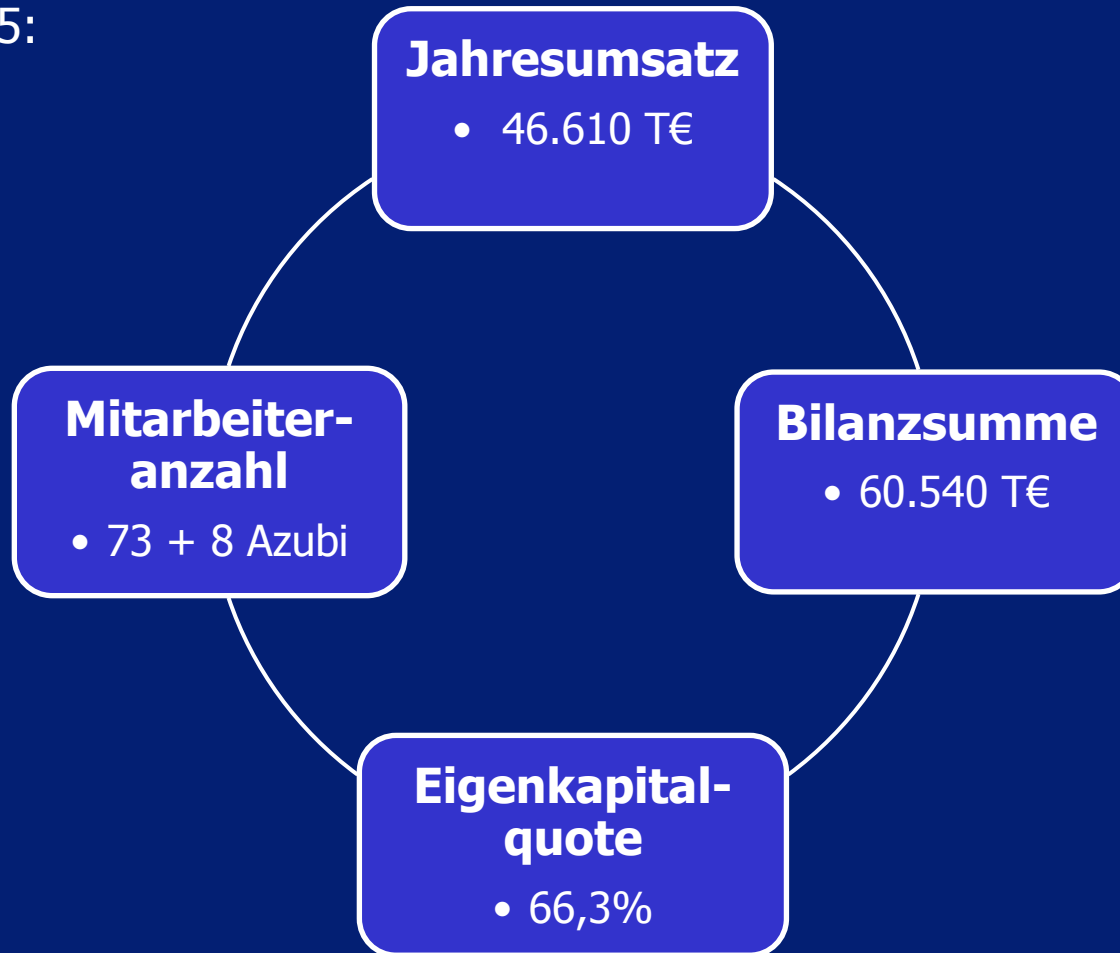 5:
Jahresumsatz
• 46.610 T€
Mitarbeiter-
anzahl
• 73 + 8 Azubi
Bilanzsumme
• 60.540 T€
Eigenkapital-
quote
• 66,3%